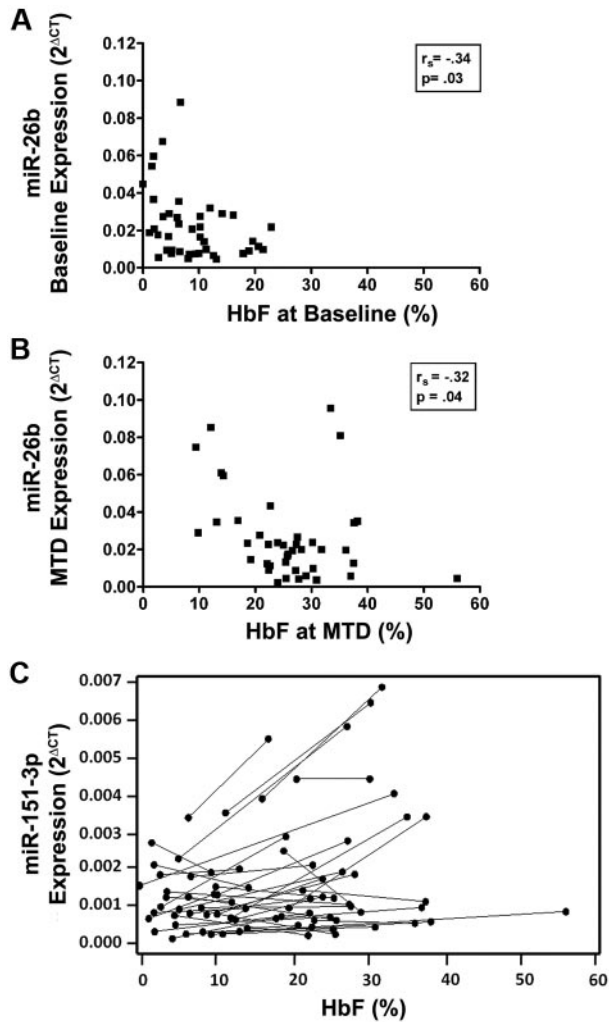 A
miR-26b
Baseline Expression (2^ΔCT)
0.12
0.10
0.08
0.06
0.04
0.02
0.00
rs= -.34
p= .03
0 10 20 30 40 50 60
HbF at Baseline (%)
B
miR-26b
MTD Expression (2^ΔCT)
0.12
0.10
0.08
0.06
0.04
0.02
0.00
rs = -.32
p = .04
0 10 20 30 40 50 60
HbF at MTD (%)
C
miR-151-3p
Expression (2^ΔCT)
0.007
0.006
0.005
0.004
0.003
0.002
0.001
0.000
0 10 20 30 40 50 60
HbF (%)